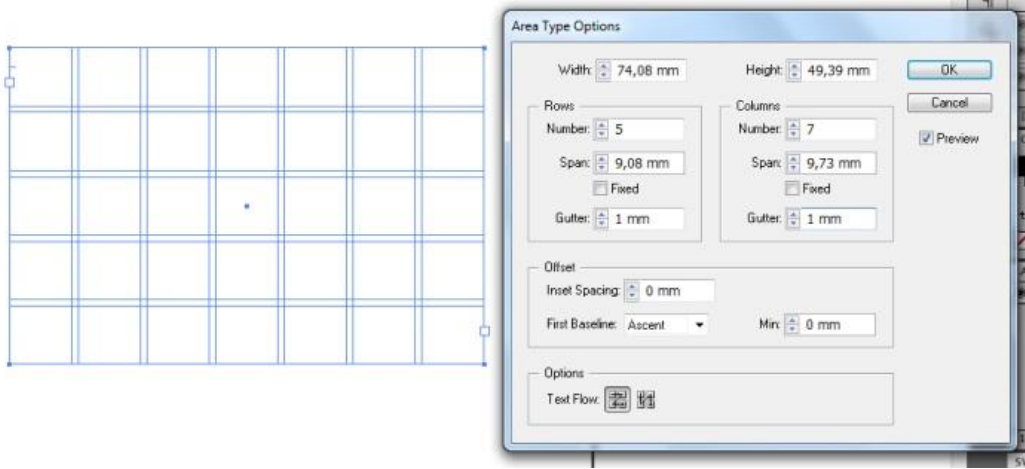 Area Type Options
Width: 74,08 mm Height: 49,39 mm OK
Rows Columns Cancel
Number: 5 Number: 7 Preview
Span: 9,08 mm Span: 9,73 mm
Fixed Fixed
Gutter: 1 mm Gutter: 1 mm
Offset
Inset Spacing: 0 mm
First Baseline: Ascent Min: 0 mm
Options
Text Flow: